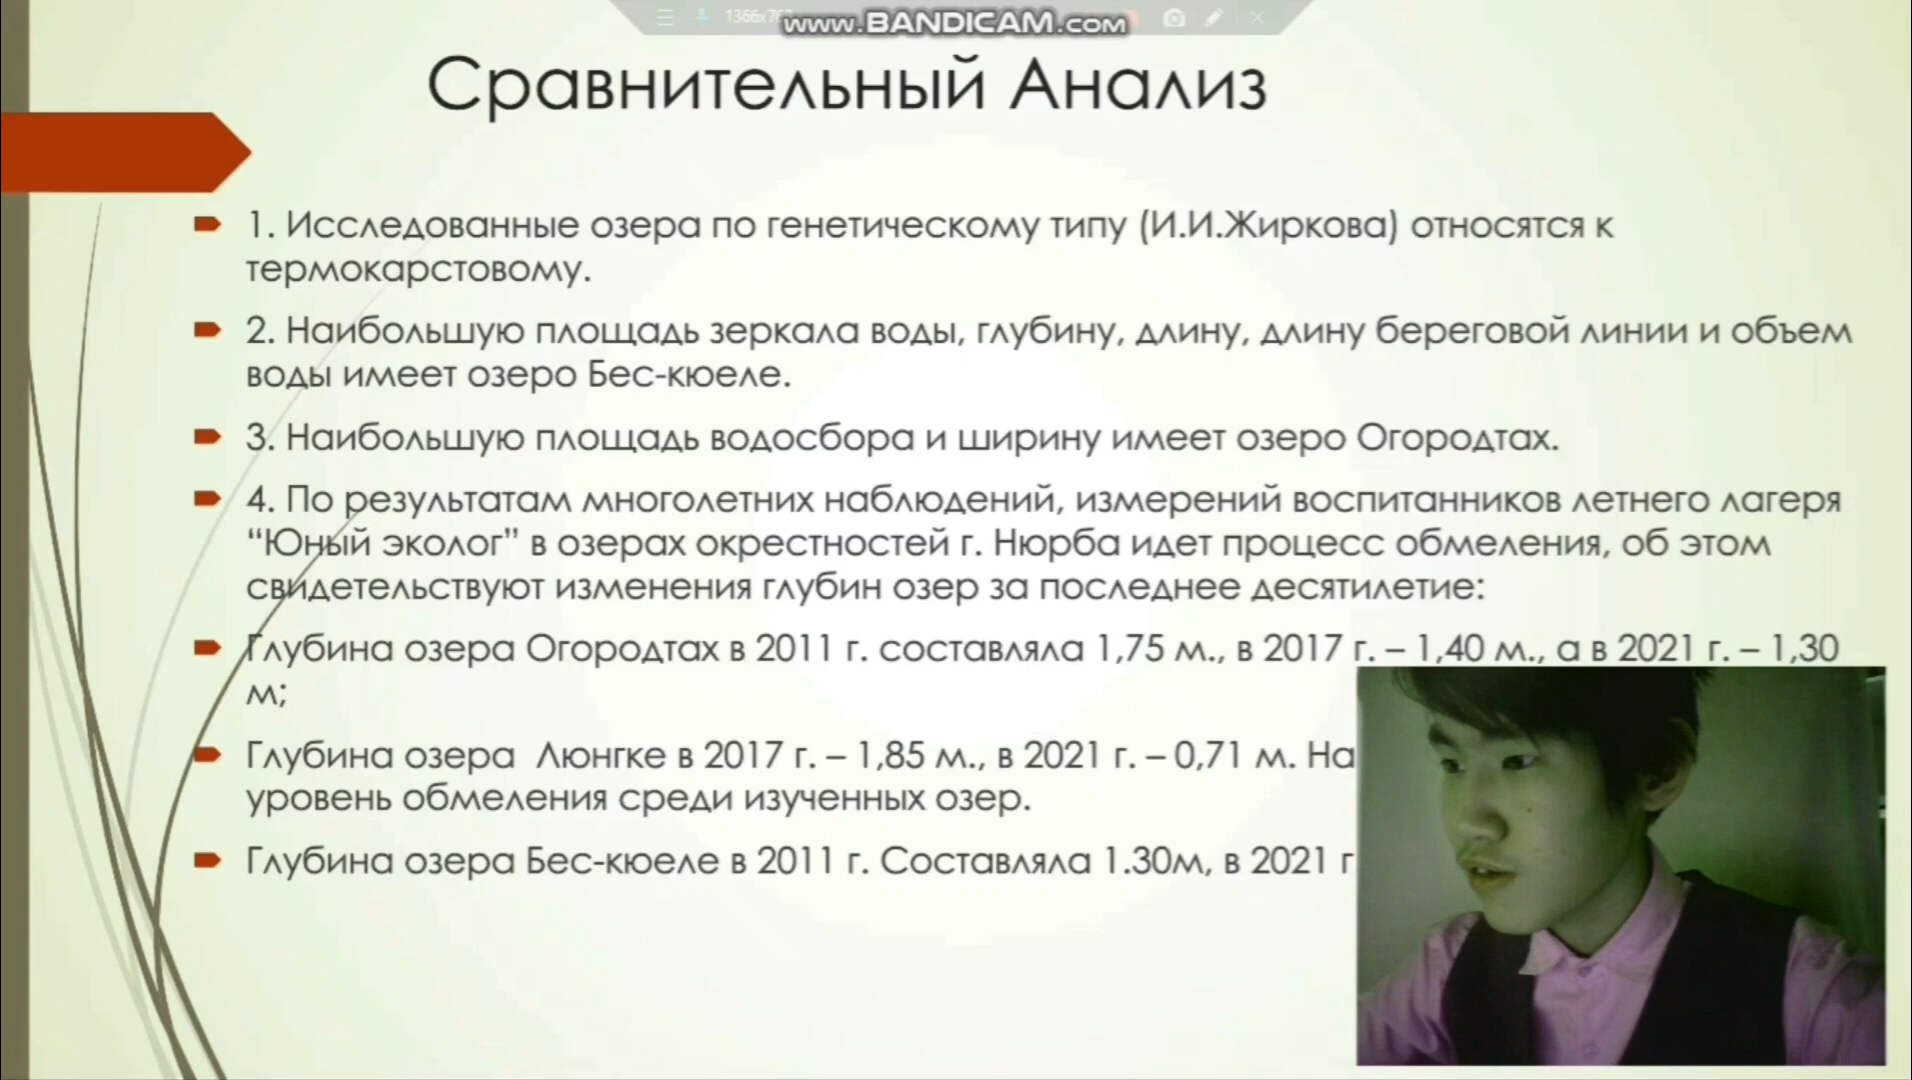 www.BANDICAM.com
Сравнительный Анализ
1. Исследованные озера по генетическому типу (И.И.Жиркова) относятся к
термокарстовому.
2. Наибольшую площадь зеркала воды, глубину, длину, длину береговой линии и объем
воды имеет озеро Бес-кюеле.
3. Наибольшую площадь водосбора и ширину имеет озеро Огородтах.
4. По результатам многолетних наблюдений, измерений воспитанников летнего лагеря
“Юный эколог” в озерах окрестностей г. Нюрба идет процесс обмеления, об этом
свидетельствуют изменения глубин озер за последнее десятилетие:
Глубина озера Огородтах в 2011 г. составляла 1,75 м., в 2017 г. – 1,40 м., а в 2021 г. – 1,30
м;
Глубина озера Люнгке в 2017 г. – 1,85 м., в 2021 г. – 0,71 м. На
уровень обмеления среди изученных озер.
Глубина озера Бес-кюеле в 2011 г. Составляла 1.30м, в 2021 г